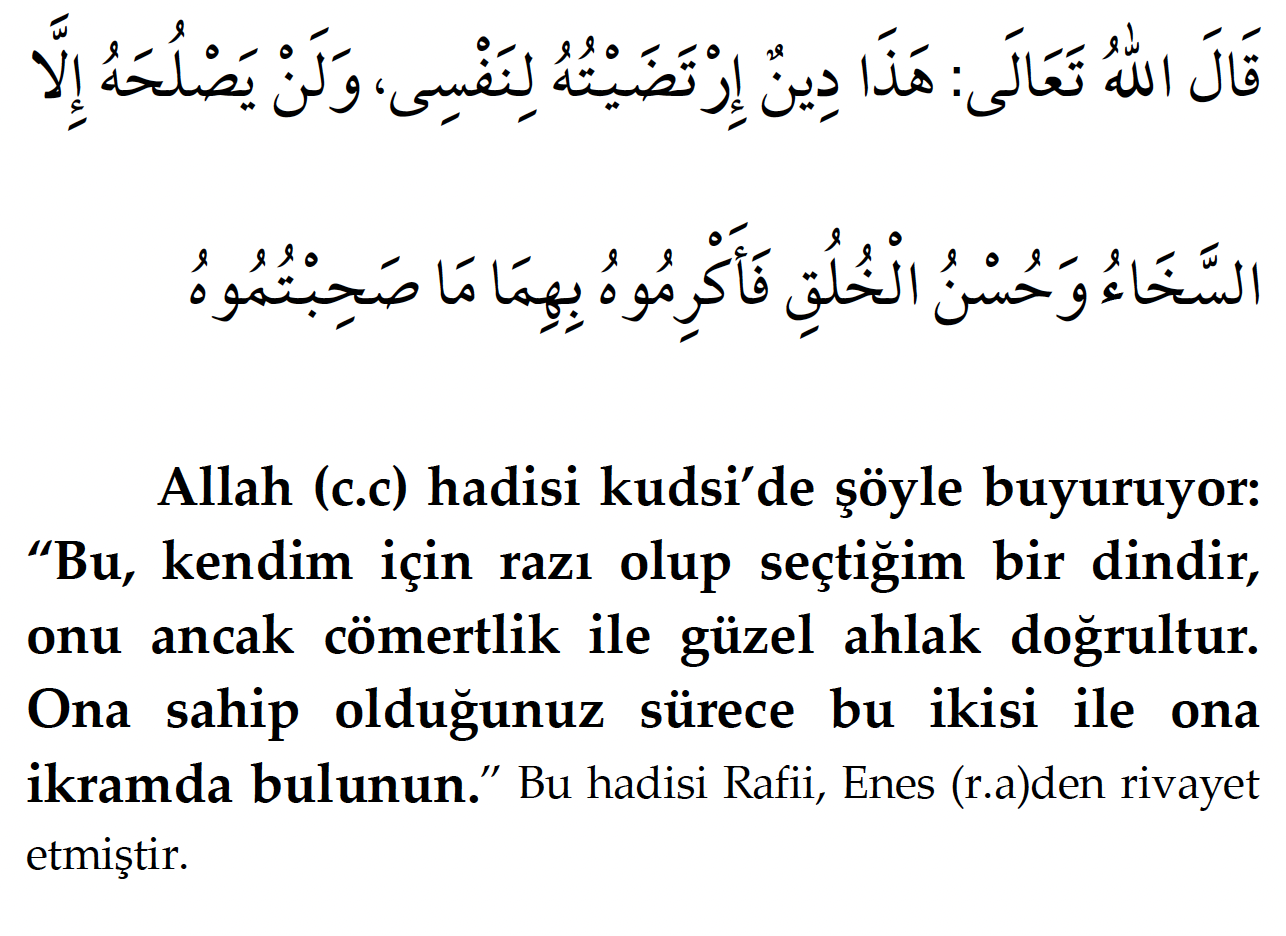 قَالَ اللهُ تَعَالَى: هَذَا دِينٌ إِرْتَضَيْتُهُ لِنَفْسِى، وَلَنْ يَصْلُحَهُ إِلَّا
السَّخَاءُ وَحُسْنُ الْخُلُقِ فَأَكْرِمُوهُ بِهِمَا مَا صَحِبْتُمُوهُ
Allah (c.c) hadisi kudsi’de şöyle buyuruyor:
“Bu, kendim için razı olup seçtiğim bir dindir,
onu ancak cömertlik ile güzel ahlak doğrultur.
Ona sahip olduğunuz sürece bu ikisi ile ona
ikramda bulunun.” Bu hadisi Rafii, Enes (r.a)den rivayet
etmiştir.